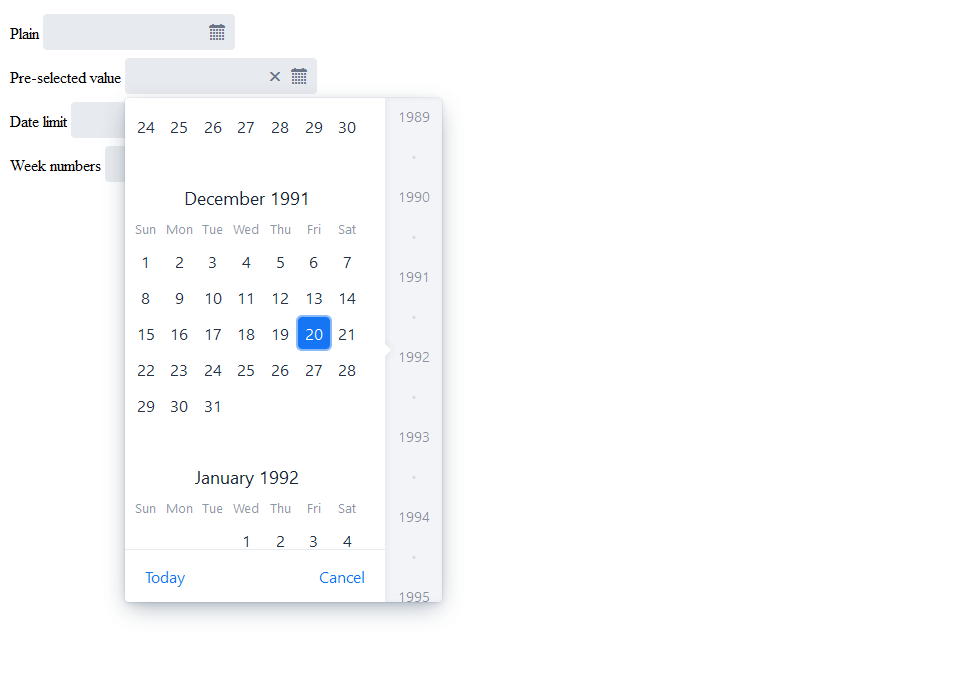 Plain
Pre-selected value
Date limit
Week numbers
24 25 26 27 28 29 30
December 1991
Sun Mon Tue Wed Thu Fri Sat
1 2 3 4 5 6 7
8 9 10 11 12 13 14
15 16 17 18 19 20 21
22 23 24 25 26 27 28
29 30 31
January 1992
Sun Mon Tue Wed Thu Fri Sat
1 2 3 4
Today Cancel
1989
1990
1991
1992
1993
1994
1995